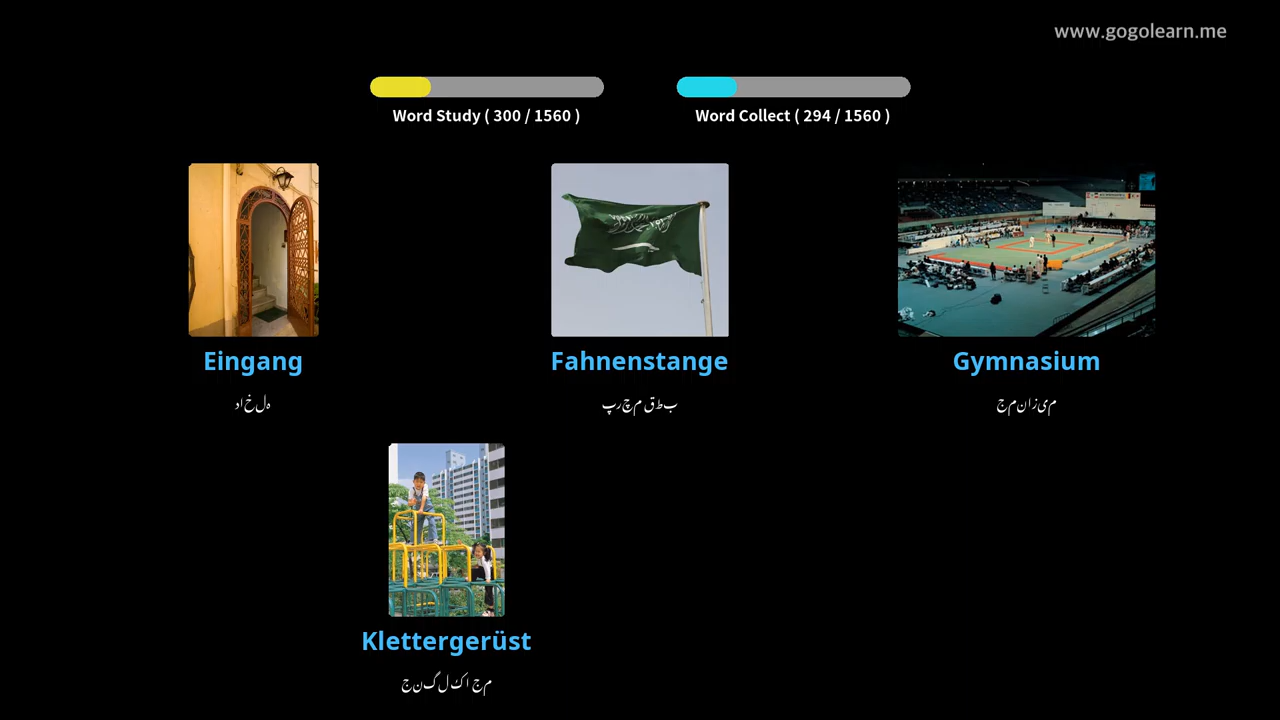 www.gogolearn.me
Word Study ( 300 / 1560 )
Word Collect ( 294 / 1560 )
Eingang
داخلہ
Fahnenstange
پرچم قطب
Gymnasium
جمنازیم
Klettergerüst
جنگل کا جم